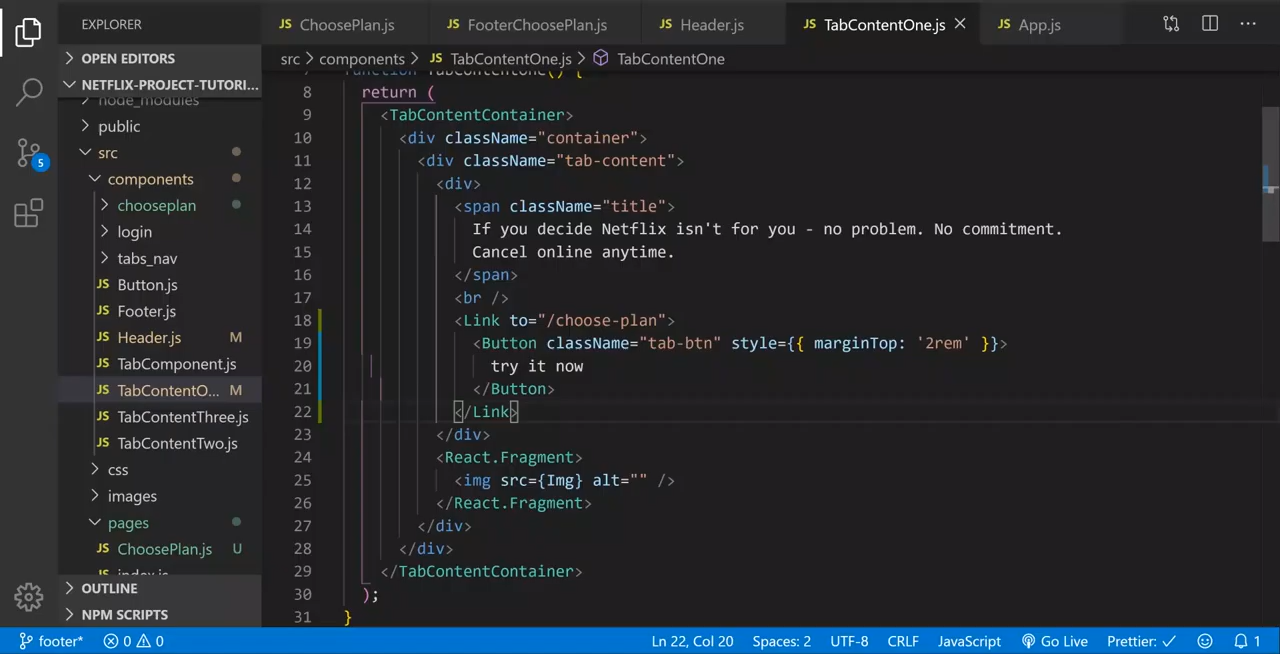 EXPLORER
JS ChoosePlan.js
JS FooterChoosePlan.js
JS Header.js
JS TabContentOne.js
JS App.js
OPEN EDITORS
NETFLIX-PROJECT-TUTORI...
node_modules
public
src
components
chooseplan
login
tabs_nav
JS Button.js
JS Footer.js
JS Header.js M
JS TabComponent.js
JS TabContentO... M
JS TabContentThree.js
JS TabContentTwo.js
css
images
pages
JS ChoosePlan.js U
JS index.js
OUTLINE
NPM SCRIPTS
5
src > components > JS TabContentOne.js > TabContentOne
function TabContentOne() {
8 return (
9 <TabContentContainer>
10 <div className="container">
11 <div className="tab-content">
12 <div>
13 <span className="title">
14 If you decide Netflix isn't for you - no problem. No commitment.
15 Cancel online anytime.
16 </span>
17 <br />
18 <Link to="/choose-plan">
19 <Button className="tab-btn" style={{ marginTop: '2rem' }}>
20 try it now
21 </Button>
22 </Link>
23 </div>
24 <React.Fragment>
25 <img src={Img} alt="" />
26 </React.Fragment>
27 </div>
28 </div>
29 </TabContentContainer>
30 );
31 }
footer* 0 0 Ln 22, Col 20 Spaces: 2 UTF-8 CRLF JavaScript Go Live Prettier: ✓ 1